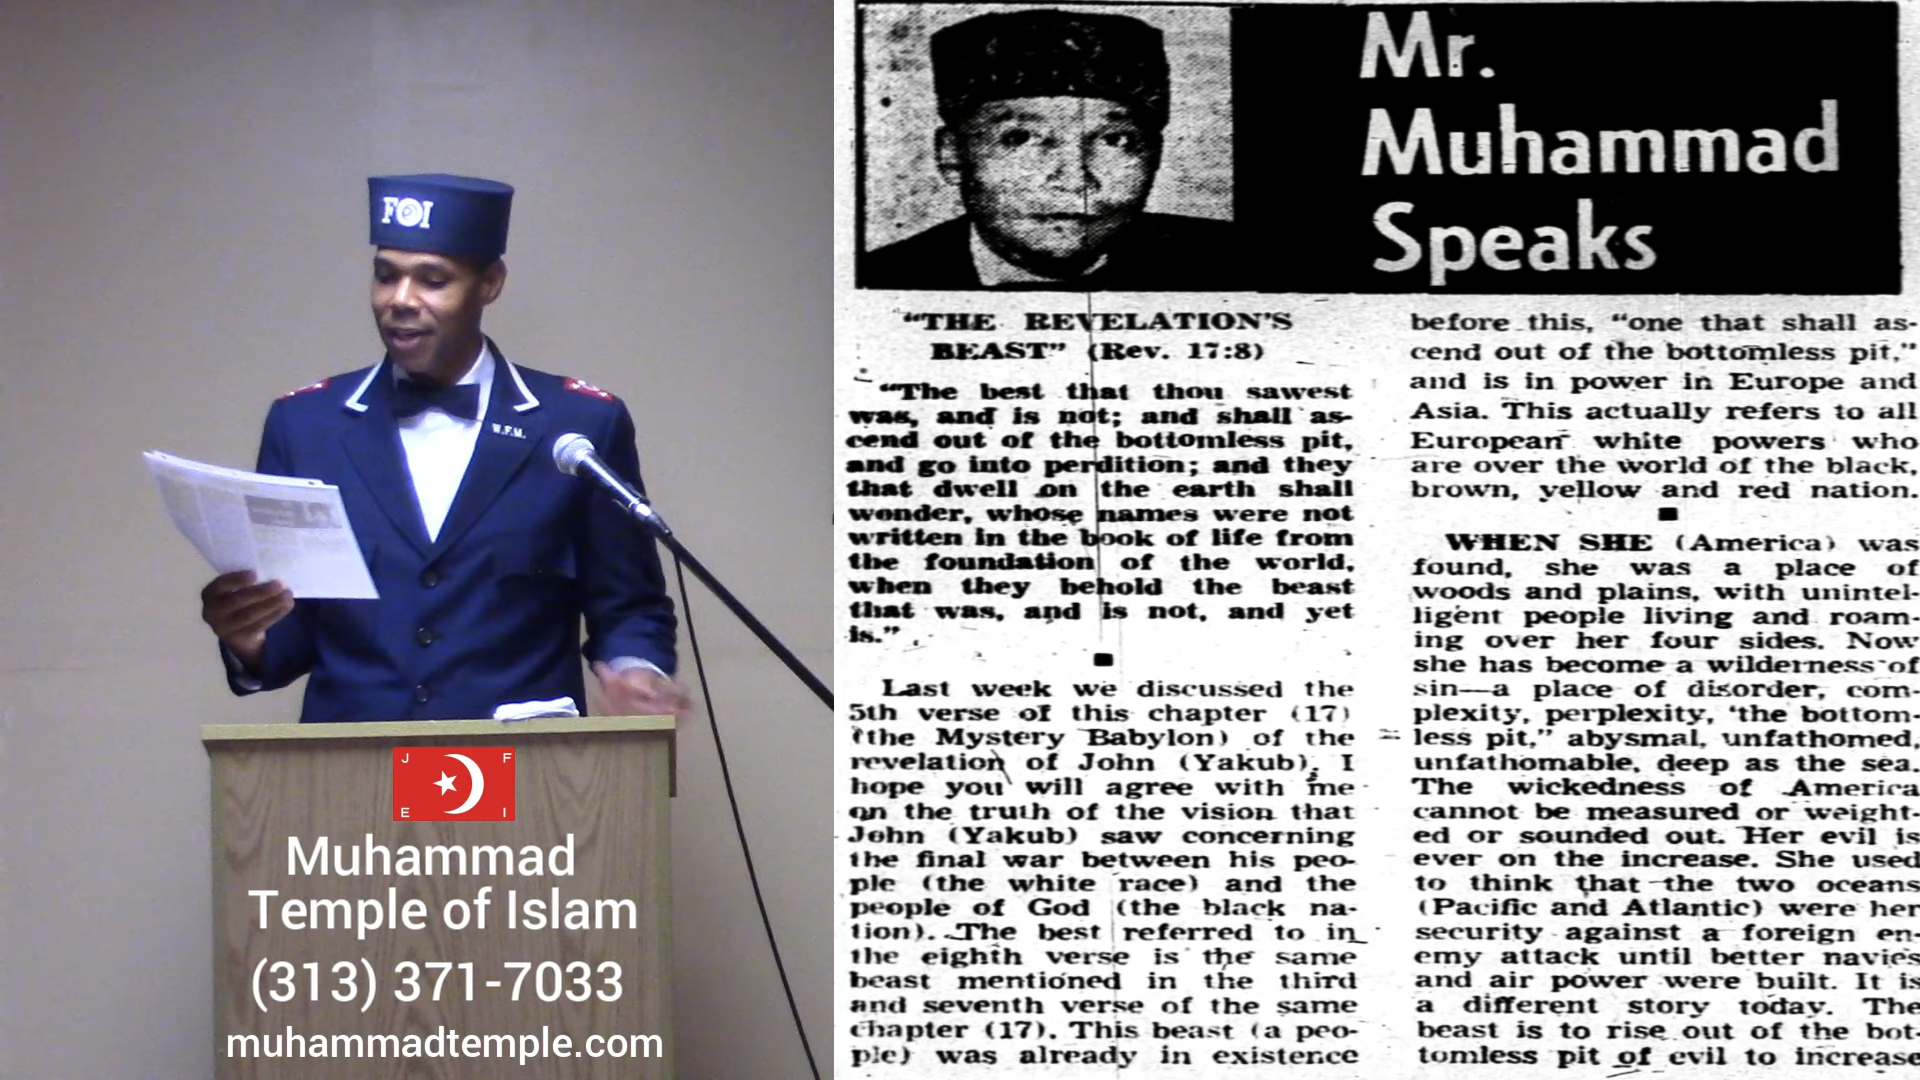 FOI
W.F.M.
J F
E I
Muhammad
Temple of Islam
(313) 371-7033
muhammadtemple.com
Mr.
Muhammad
Speaks
"THE REVELATION'S
BEAST" (Rev. 17:8)
"The best that thou sawest
was, and is not; and shall as-
cend out of the bottomless pit,
and go into perdition; and they
that dwell on the earth shall
wonder, whose names were not
written in the book of life from
the foundation of the world,
when they behold the beast
that was, and is not, and yet
is."
Last week we discussed the
5th verse of this chapter (17)
(the Mystery Babylon) of the
revelation of John (Yakub). I
hope you will agree with me
on the truth of the vision that
John (Yakub) saw concerning
the final war between his peo-
ple (the white race) and the
people of God (the black na-
tion). The best referred to in
the eighth verse is the same
beast mentioned in the third
and seventh verse of the same
chapter (17). This beast (a peo-
ple) was already in existence
before this, "one that shall as-
cend out of the bottomless pit,"
and is in power in Europe and
Asia. This actually refers to all
European white powers who
are over the world of the black,
brown, yellow and red nation.
WHEN SHE (America) was
found, she was a place of
woods and plains, with unintel-
ligent people living and roam-
ing over her four sides. Now
she has become a wilderness of
sin—a place of disorder, com-
plexity, perplexity, 'the bottom-
less pit," abysmal, unfathomed,
unfathomable, deep as the sea.
The wickedness of America
cannot be measured or weight-
ed or sounded out. Her evil is
ever on the increase. She used
to think that the two oceans
(Pacific and Atlantic) were her
security against a foreign en-
emy attack until better navies
and air power were built. It is
a different story today. The
beast is to rise out of the bot-
tomless pit of evil to increase